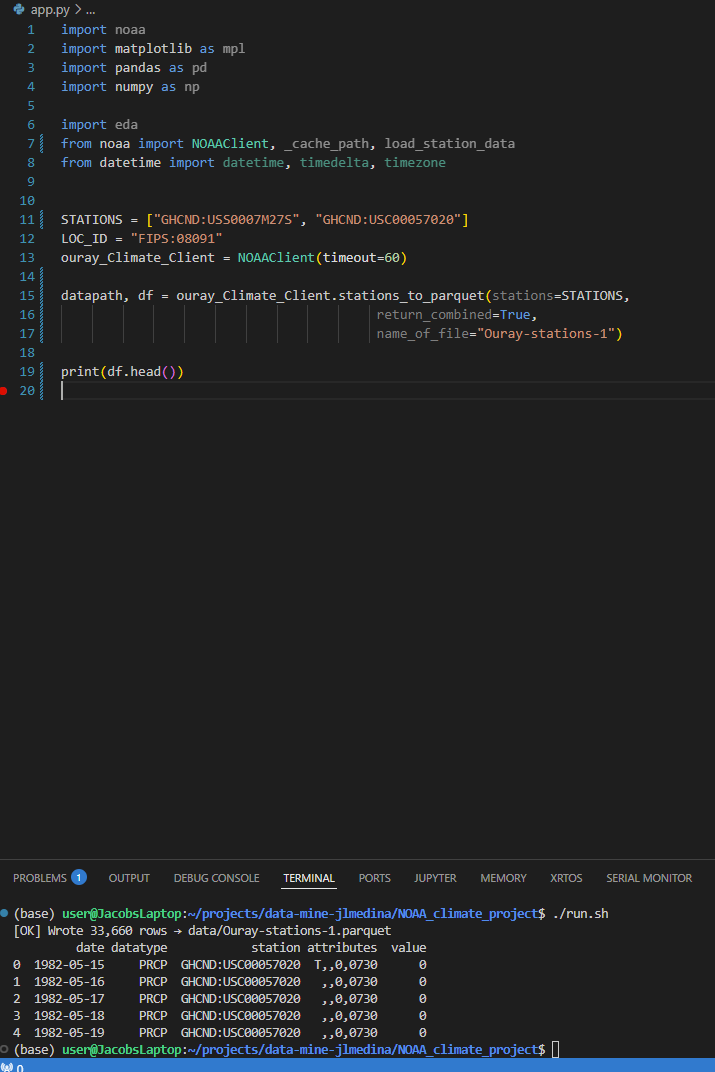 app.py > ...
1 import noaa
2 import matplotlib as mpl
3 import pandas as pd
4 import numpy as np
5
6 import eda
7 from noaa import NOAAClient, _cache_path, load_station_data
8 from datetime import datetime, timedelta, timezone
9
10
11 STATIONS = ["GHCND:USS0007M27S", "GHCND:USC00057020"]
12 LOC_ID = "FIPS:08091"
13 ouray_Climate_Client = NOAAClient(timeout=60)
14
15 datapath, df = ouray_Climate_Client.stations_to_parquet(stations=STATIONS,
16 return_combined=True,
17 name_of_file="Ouray-stations-1")
18
19 print(df.head())
20
PROBLEMS 1 OUTPUT DEBUG CONSOLE TERMINAL PORTS JUPYTER MEMORY XRTOS SERIAL MONITOR
(base) user@JacobsLaptop:~/projects/data-mine-jlmedina/NOAA_climate_project$ ./run.sh
[OK] Wrote 33,660 rows → data/Ouray-stations-1.parquet
date datatype station attributes value
0 1982-05-15 PRCP GHCND:USC00057020 T,,0,0730 0
1 1982-05-16 PRCP GHCND:USC00057020 ,,0,0730 0
2 1982-05-17 PRCP GHCND:USC00057020 ,,0,0730 0
3 1982-05-18 PRCP GHCND:USC00057020 ,,0,0730 0
4 1982-05-19 PRCP GHCND:USC00057020 ,,0,0730 0
(base) user@JacobsLaptop:~/projects/data-mine-jlmedina/NOAA_climate_project$
0